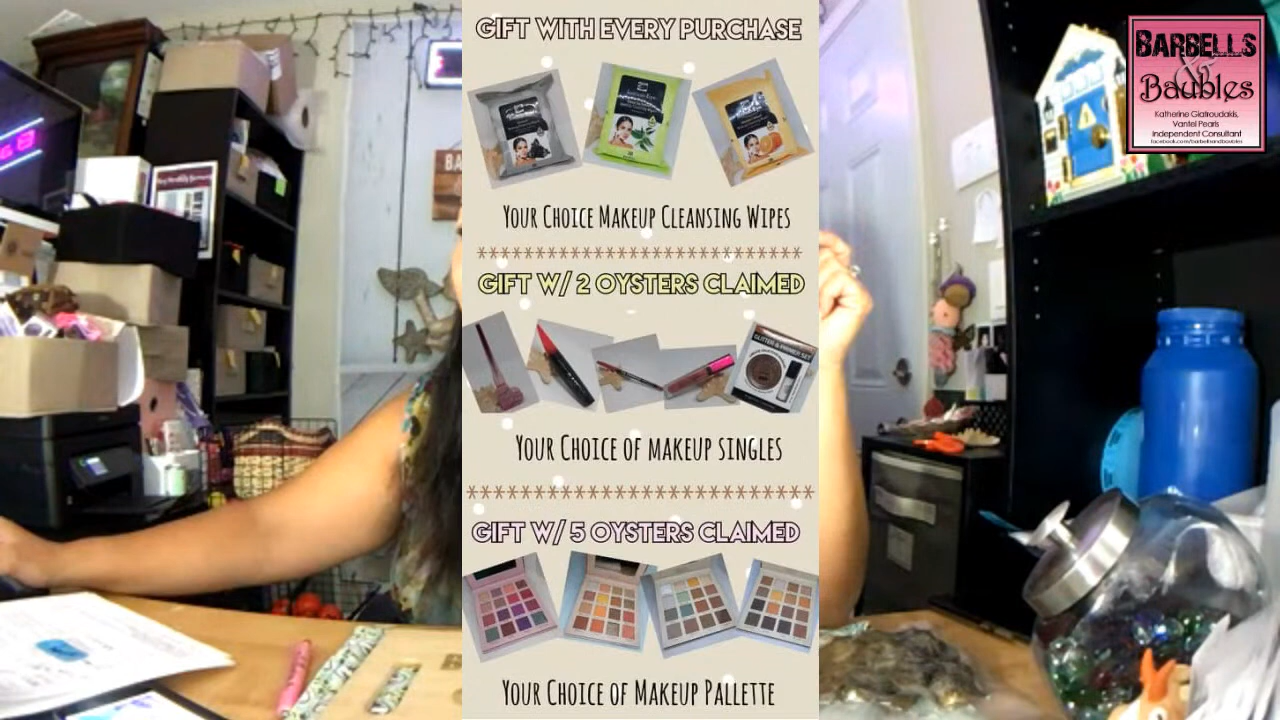 GIFT WITH EVERY PURCHASE
YOUR CHOICE MAKEUP CLEANSING WIPES
*************************
GIFT W/ 2 OYSTERS CLAIMED
GLITTER & PRIMER SET
YOUR CHOICE OF MAKEUP SINGLES
*************************
GIFT W/ 5 OYSTERS CLAIMED
YOUR CHOICE OF MAKEUP PALLETTE
BARBELLS
&
Baubles
Katherine Giatroudakis,
Vantel Pearls
Independent Consultant
facebook.com/barbellsandbaubles
BA